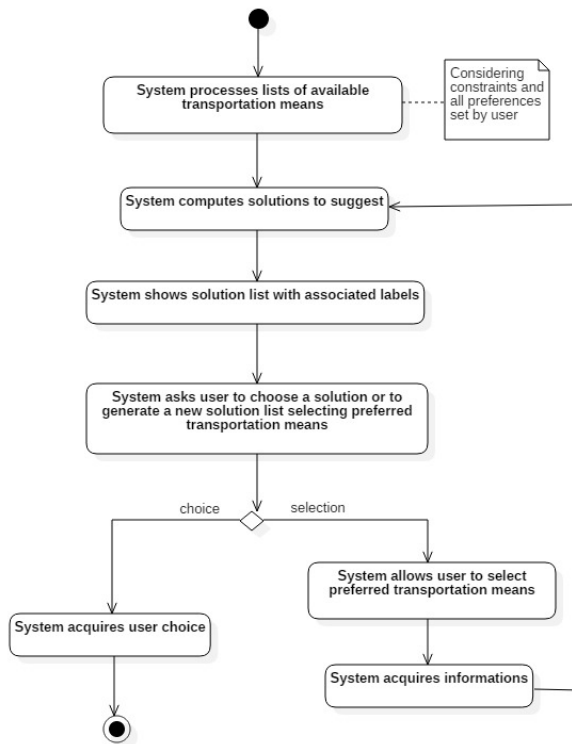 System processes lists of available
transportation means
Considering
constraints and
all preferences
set by user
System computes solutions to suggest
System shows solution list with associated labels
System asks user to choose a solution or to
generate a new solution list selecting preferred
transportation means
choice
selection
System allows user to select
preferred transportation means
System acquires user choice
System acquires informations